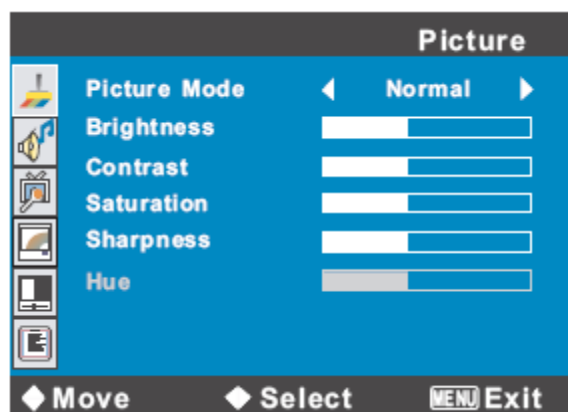 Picture
Picture Mode Normal
Brightness
Contrast
Saturation
Sharpness
Hue
Move Select MENU Exit